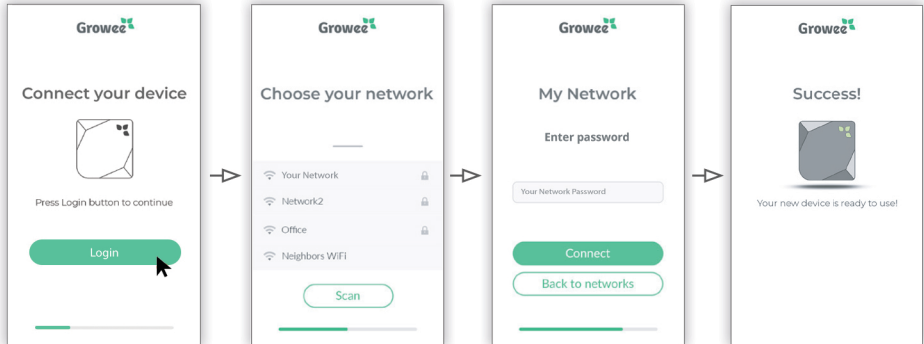 Growee
Connect your device
Press Login button to continue
Login
Growee
Choose your network
Your Network
Network2
Office
Neighbors WiFi
Scan
Growee
My Network
Enter password
Your Network Password
Connect
Back to networks
Growee
Success!
Your new device is ready to use!